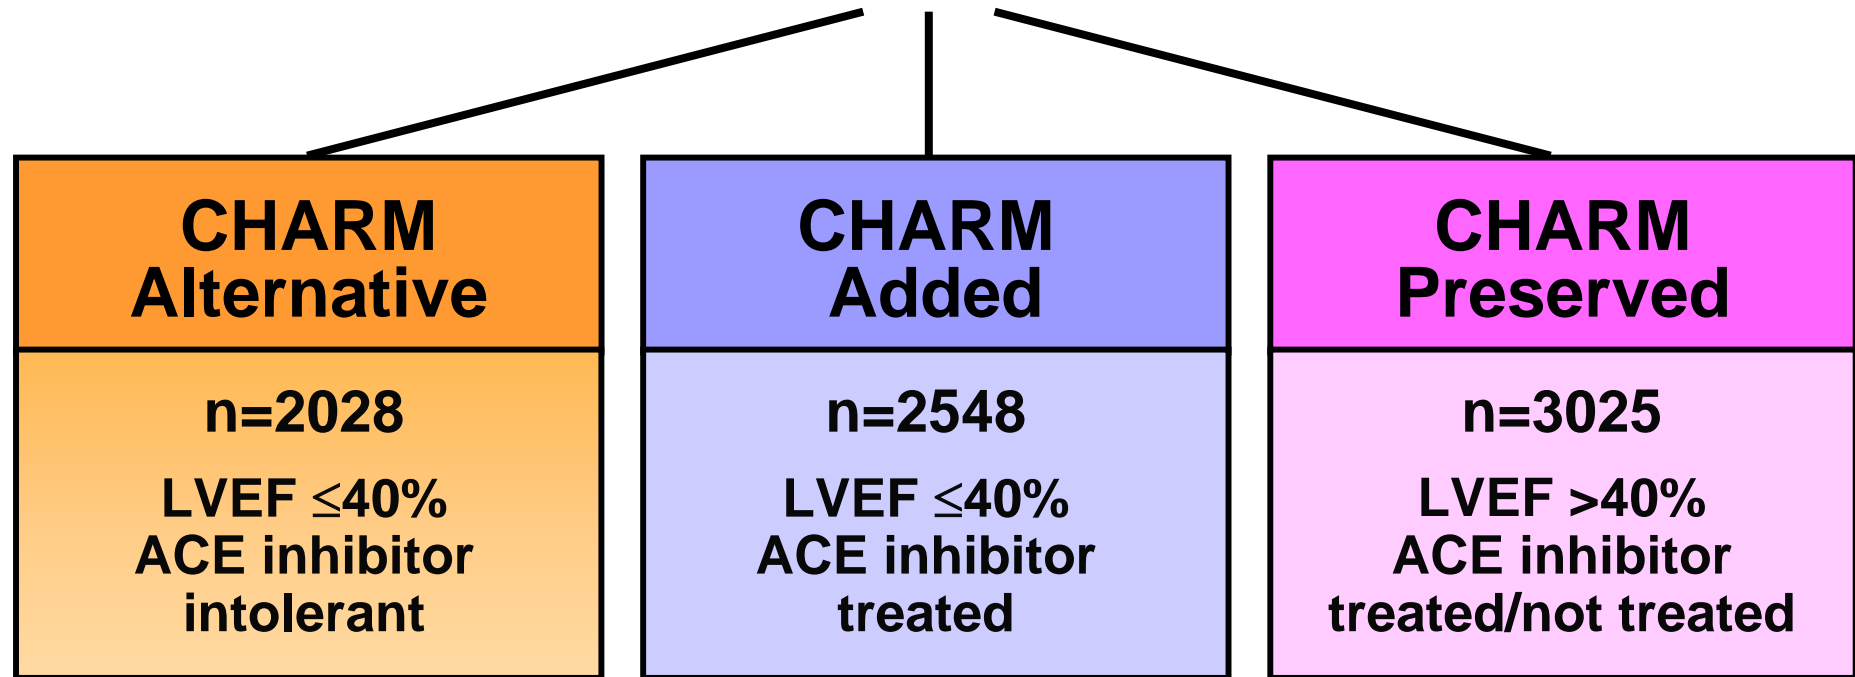 CHARM
Alternative
n=2028
LVEF ≤40%
ACE inhibitor
intolerant
CHARM
Added
n=2548
LVEF ≤40%
ACE inhibitor
treated
CHARM
Preserved
n=3025
LVEF >40%
ACE inhibitor
treated/not treated